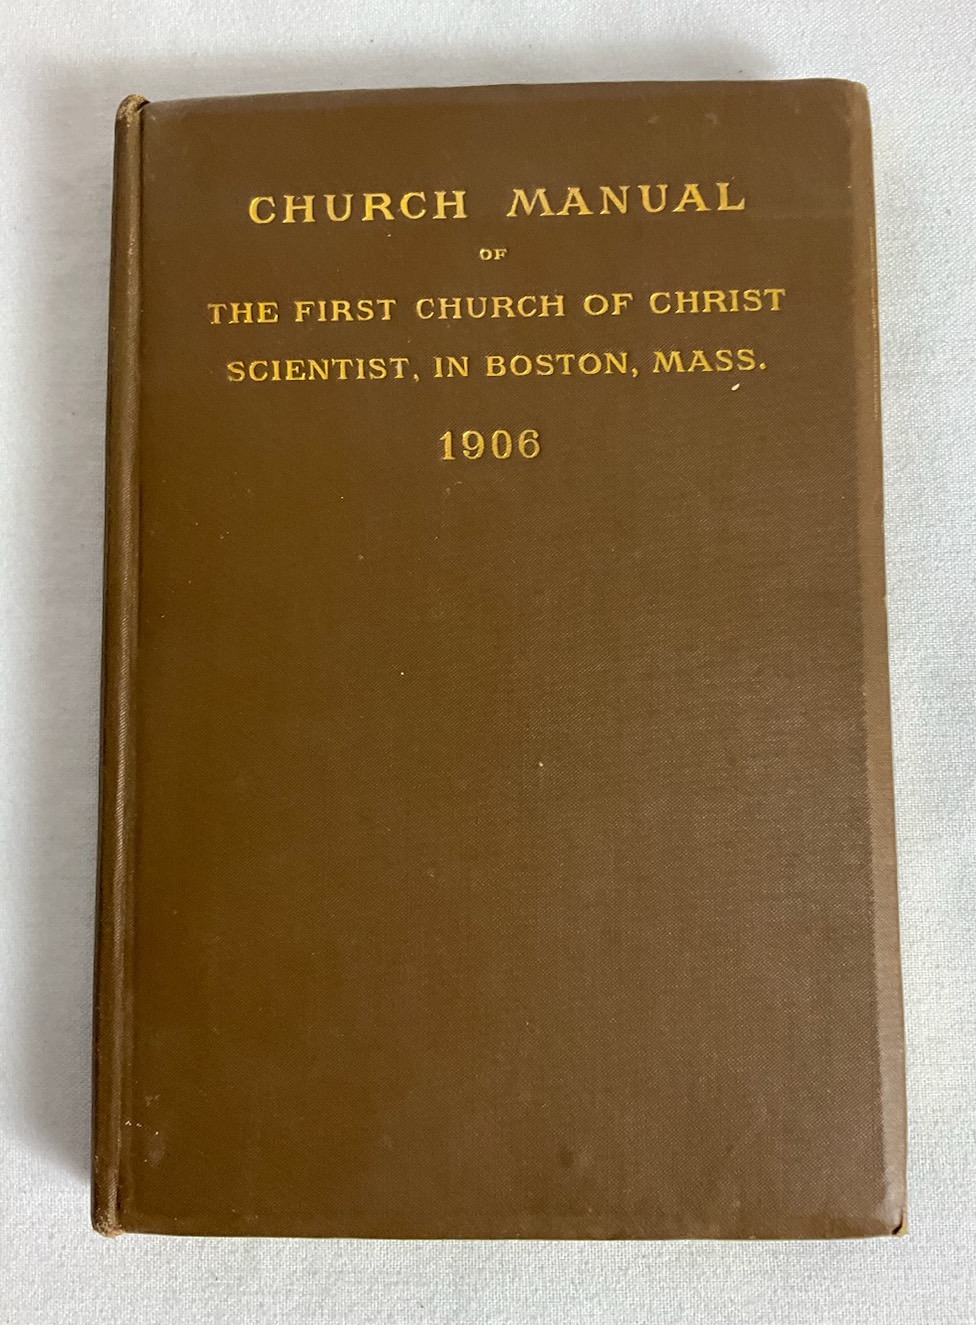 CHURCH MANUAL
OF
THE FIRST CHURCH OF CHRIST
SCIENTIST, IN BOSTON, MASS.
1906